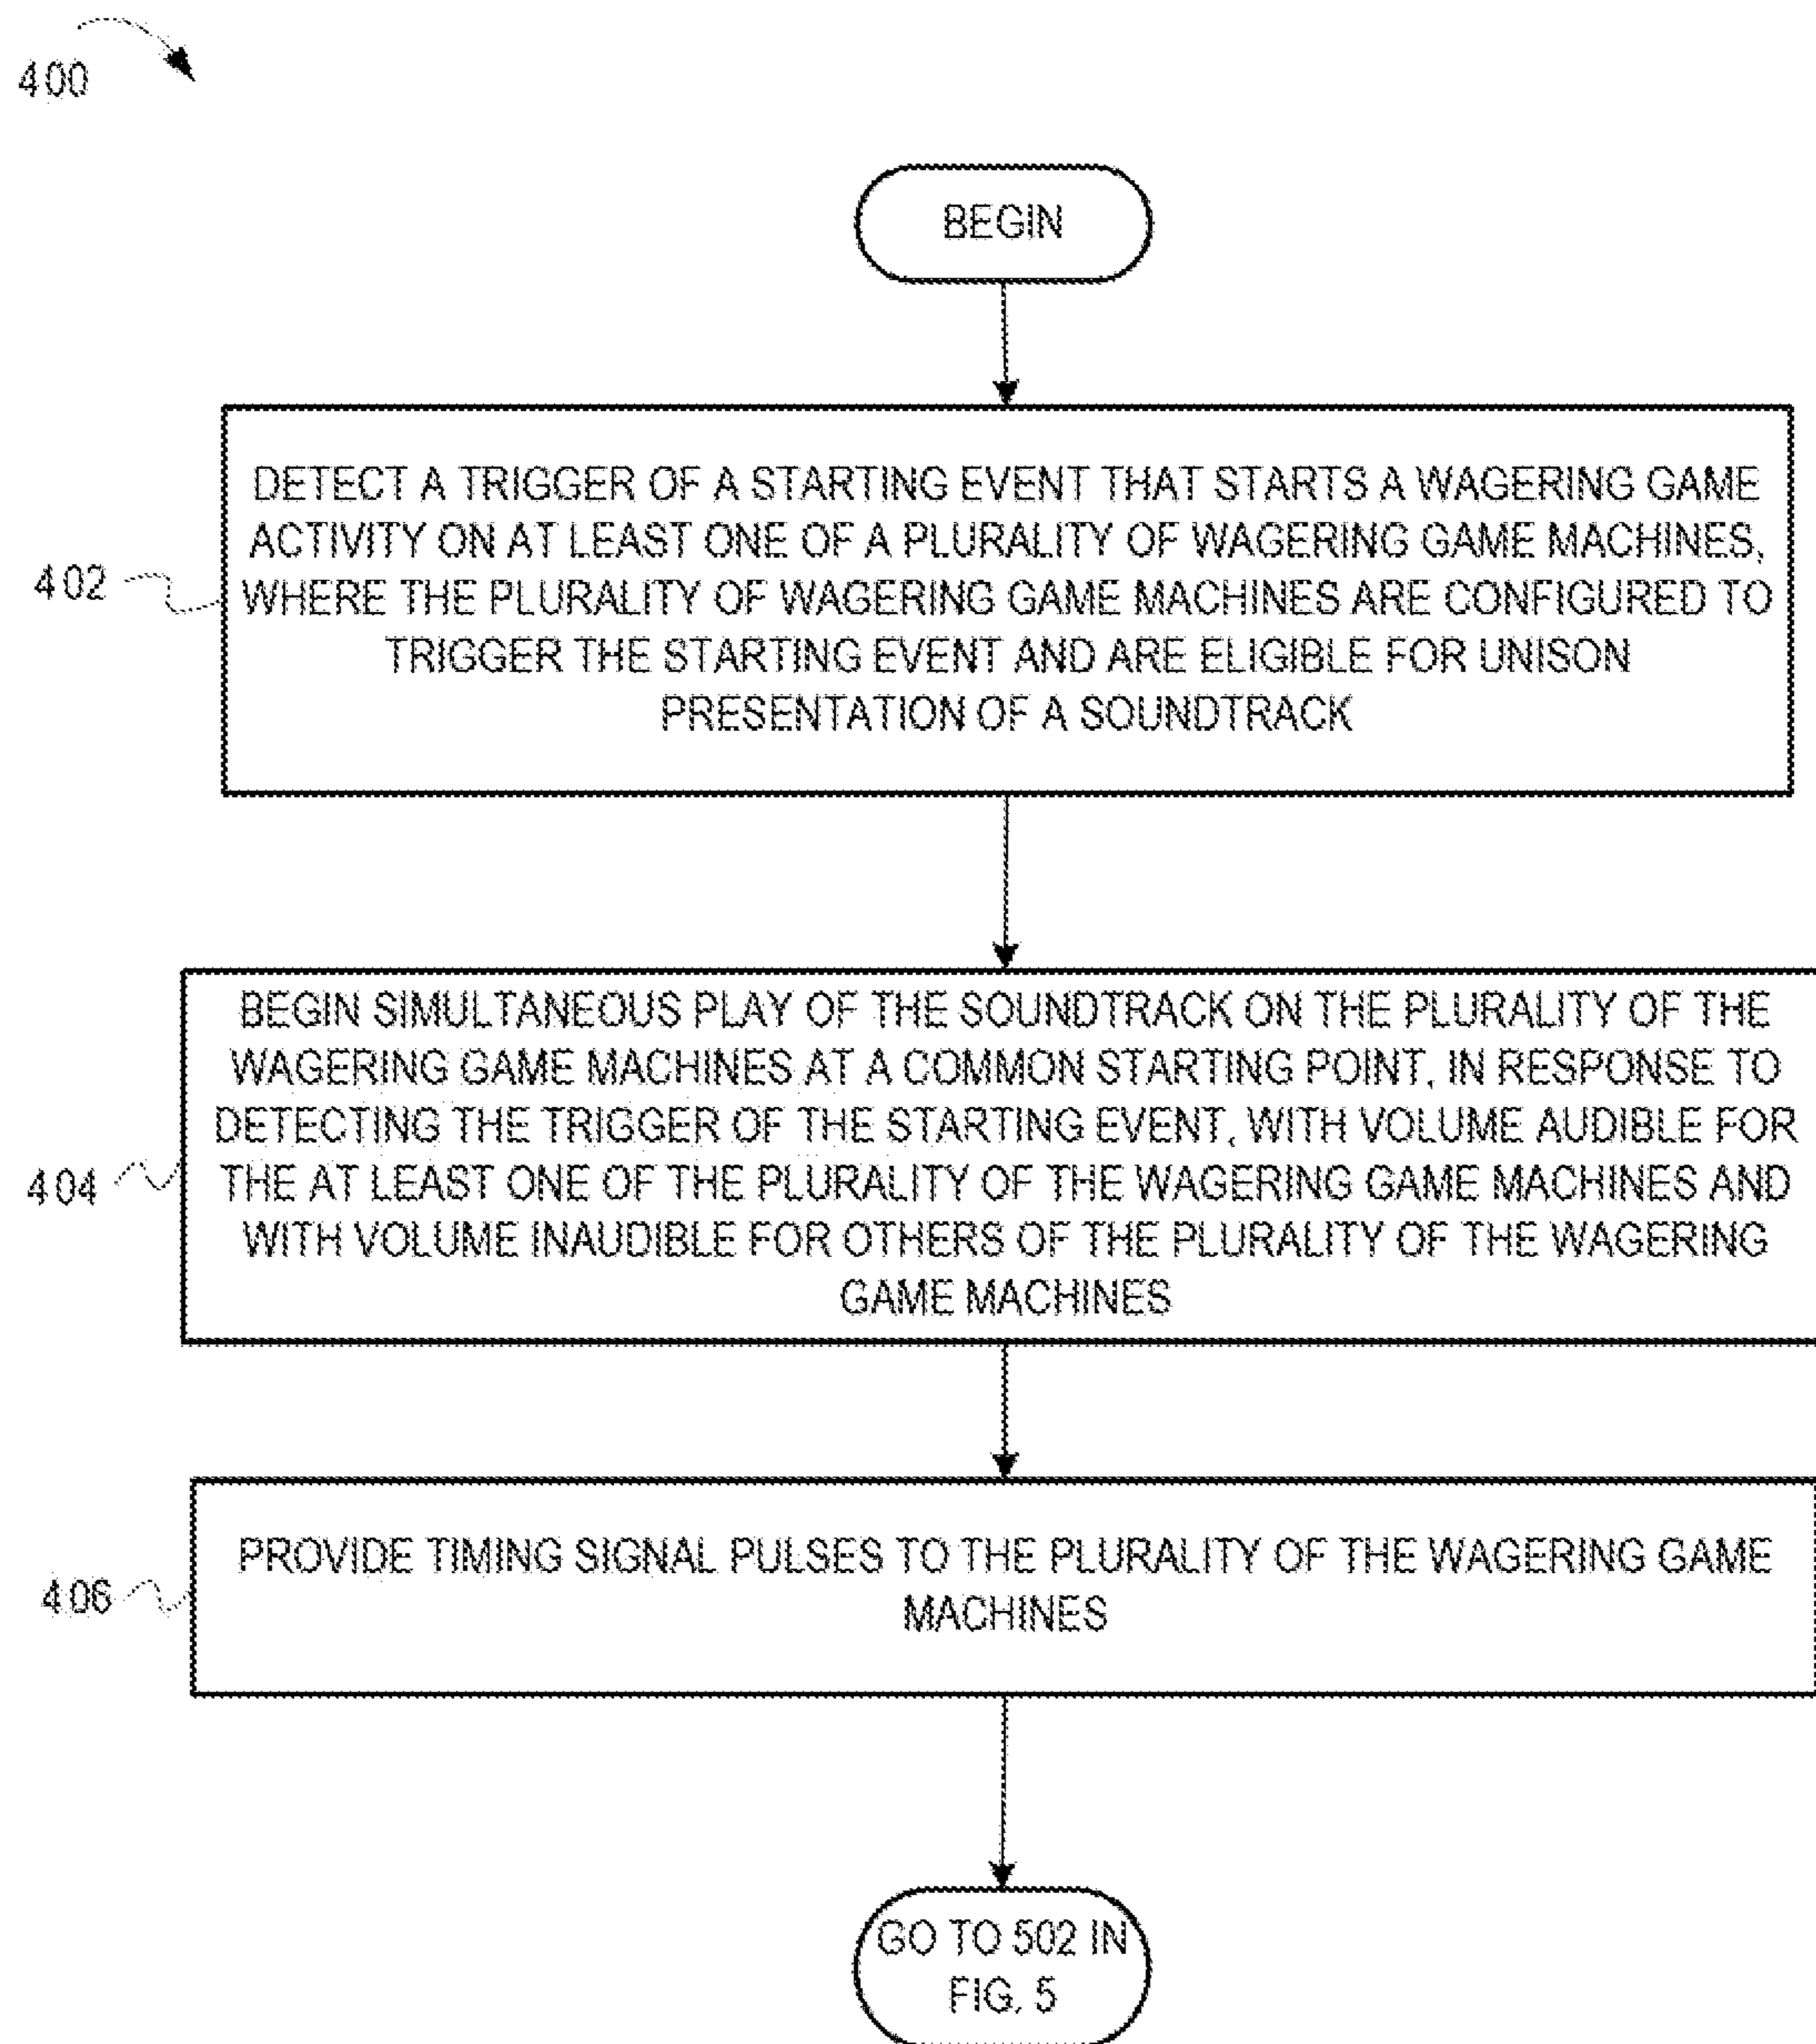 400
BEGIN
DETECT A TRIGGER OF A STARTING EVENT THAT STARTS A WAGERING GAME
ACTIVITY ON AT LEAST ONE OF A PLURALITY OF WAGERING GAME MACHINES,
WHERE THE PLURALITY OF WAGERING GAME MACHINES ARE CONFIGURED TO
TRIGGER THE STARTING EVENT AND ARE ELIGIBLE FOR UNISON
PRESENTATION OF A SOUNDTRACK
402
BEGIN SIMULTANEOUS PLAY OF THE SOUNDTRACK ON THE PLURALITY OF THE
WAGERING GAME MACHINES AT A COMMON STARTING POINT, IN RESPONSE TO
DETECTING THE TRIGGER OF THE STARTING EVENT, WITH VOLUME AUDIBLE FOR
THE AT LEAST ONE OF THE PLURALITY OF THE WAGERING GAME MACHINES AND
WITH VOLUME INAUDIBLE FOR OTHERS OF THE PLURALITY OF THE WAGERING
GAME MACHINES
404
PROVIDE TIMING SIGNAL PULSES TO THE PLURALITY OF THE WAGERING GAME
MACHINES
406
GO TO 502 IN
FIG. 5